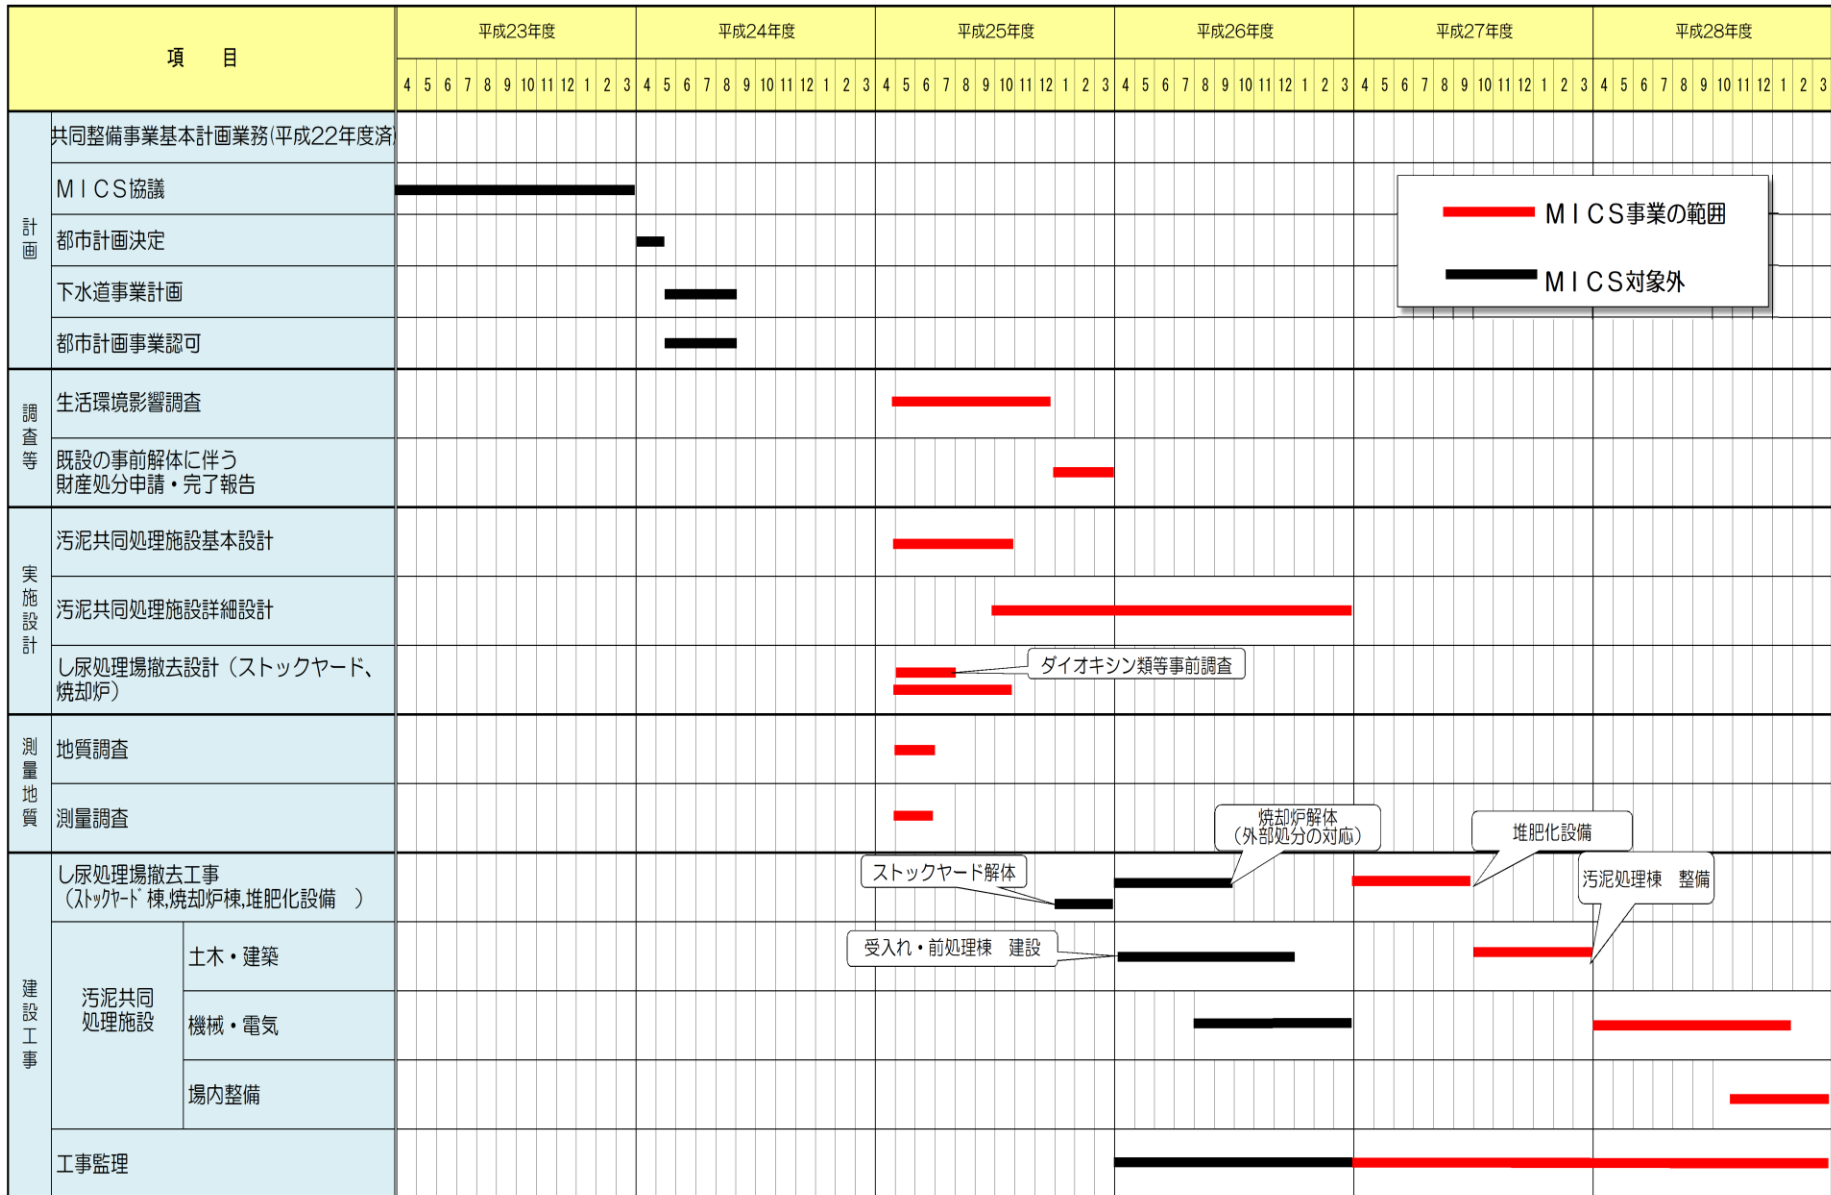 項　目
平成23年度 平成24年度 平成25年度 平成26年度 平成27年度 平成28年度
4 5 6 7 8 9 10 11 12 1 2 3 4 5 6 7 8 9 10 11 12 1 2 3 4 5 6 7 8 9 10 11 12 1 2 3 4 5 6 7 8 9 10 11 12 1 2 3 4 5 6 7 8 9 10 11 12 1 2 3 4 5 6 7 8 9 10 11 12 1 2 3
計画
共同整備事業基本計画業務(平成22年度済)
ＭＩＣＳ協議
都市計画決定
下水道事業計画
都市計画事業認可
ＭＩＣＳ事業の範囲
ＭＩＣＳ対象外
調査等
生活環境影響調査
既設の事前解体に伴う
財産処分申請・完了報告
実施設計
汚泥共同処理施設基本設計
汚泥共同処理施設詳細設計
し尿処理場撤去設計（ストックヤード、
焼却炉）
ダイオキシン類等事前調査
測量地質
地質調査
測量調査
建設工事
し尿処理場撤去工事
（ｽﾄｯｸﾔｰﾄﾞ棟,焼却炉棟,堆肥化設備　）
ストックヤード解体
焼却炉解体
（外部処分の対応）
堆肥化設備
汚泥処理棟　整備
汚泥共同
処理施設
土木・建築
受入れ・前処理棟　建設
機械・電気
場内整備
工事監理